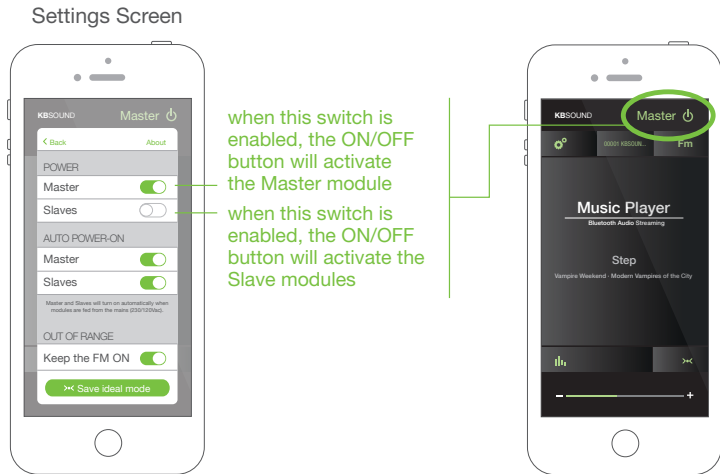 Settings Screen
KBSOUND Master
Back About
POWER
Master
Slaves
AUTO POWER-ON
Master
Slaves
Master and Slaves will turn on automatically when
modules are fed from the mains (230/120Vac).
OUT OF RANGE
Keep the FM ON
Save ideal mode
when this switch is
enabled, the ON/OFF
button will activate
the Master module
when this switch is
enabled, the ON/OFF
button will activate the
Slave modules
KBSOUND Master
00001 KBSOUN... Fm
Music Player
Bluetooth Audio Streaming
Step
Vampire Weekend - Modern Vampires of the City